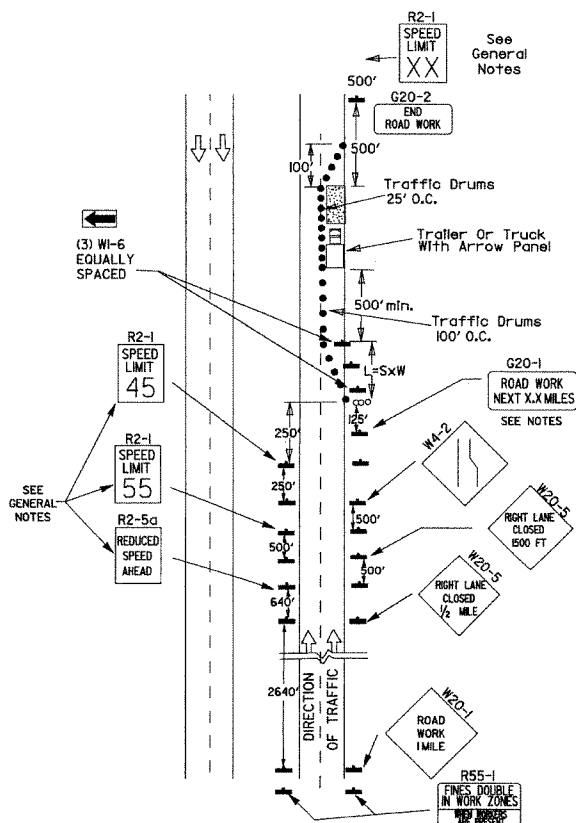 R2-1
SPEED
LIMIT
XX
See
General
Notes
500'
G20-2
END
ROAD WORK
500'
100'
Traffic Drums
25' O.C.
Trailer Or Truck
With Arrow Panel
(3) W1-6
EQUALLY
SPACED
500' min.
Traffic Drums
100' O.C.
R2-1
SPEED
LIMIT
45
L=SxW
G20-1
ROAD WORK
NEXT X.X MILES
SEE NOTES
125'
250'
W4-2
R2-1
SPEED
LIMIT
55
250'
500'
W20-5
RIGHT LANE
CLOSED
1500 FT
SEE
GENERAL
NOTES
R2-5a
REDUCED
SPEED
AHEAD
500'
500'
W20-5
RIGHT LANE
CLOSED
1/2 MILE
640'
2640'
DIRECTION
OF TRAFFIC
W20-1
ROAD
WORK
1 MILE
R55-1
FINES DOUBLE
IN WORK ZONES
WHEN WORKERS
ARE PRESENT